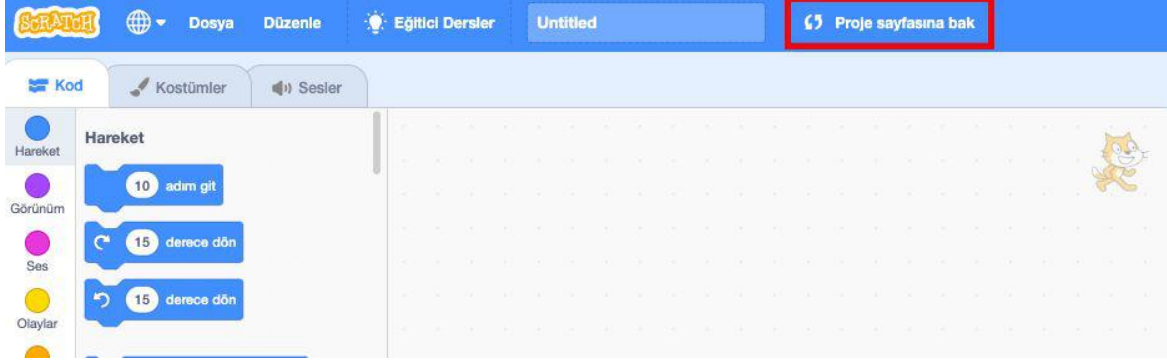 SCRATCH Dosya Düzenle Eğitici Dersler Untitled Proje sayfasına bak
Kod Kostümler Sesler
Hareket
Görünüm
Ses
Olaylar
Hareket
10 adım git
15 derece dön
15 derece dön